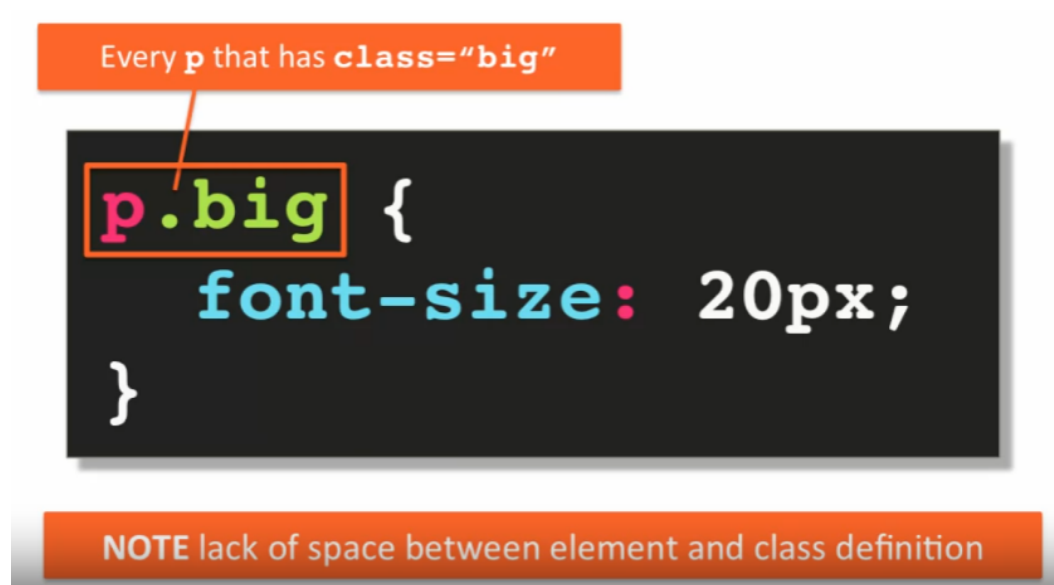 Every p that has class=“big”
p.big {
font-size: 20px;
}
NOTE lack of space between element and class definition